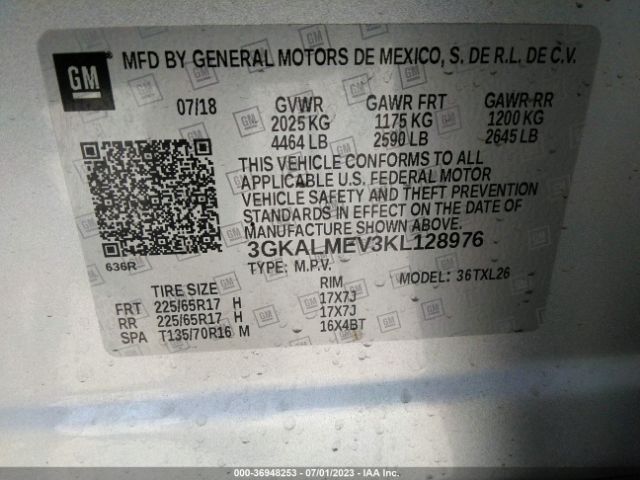 GM MFD BY GENERAL MOTORS DE MEXICO, S. DE R.L. DE C.V.
07/18 GVWR GAWR FRT GAWR RR
2025 KG 1175 KG 1200 KG
4464 LB 2590 LB 2645 LB
THIS VEHICLE CONFORMS TO ALL
APPLICABLE U.S. FEDERAL MOTOR
VEHICLE SAFETY AND THEFT PREVENTION
STANDARDS IN EFFECT ON THE DATE OF
MANUFACTURE SHOWN ABOVE.
3GKALMEV3KL128976
636R TYPE: M.P.V. MODEL: 36TXL26
TIRE SIZE RIM
FRT 225/65R17 H 17X7J
RR 225/65R17 H 17X7J
SPA T135/70R16 M 16X4BT
000-36948253 - 07/01/2023 - IAA Inc.